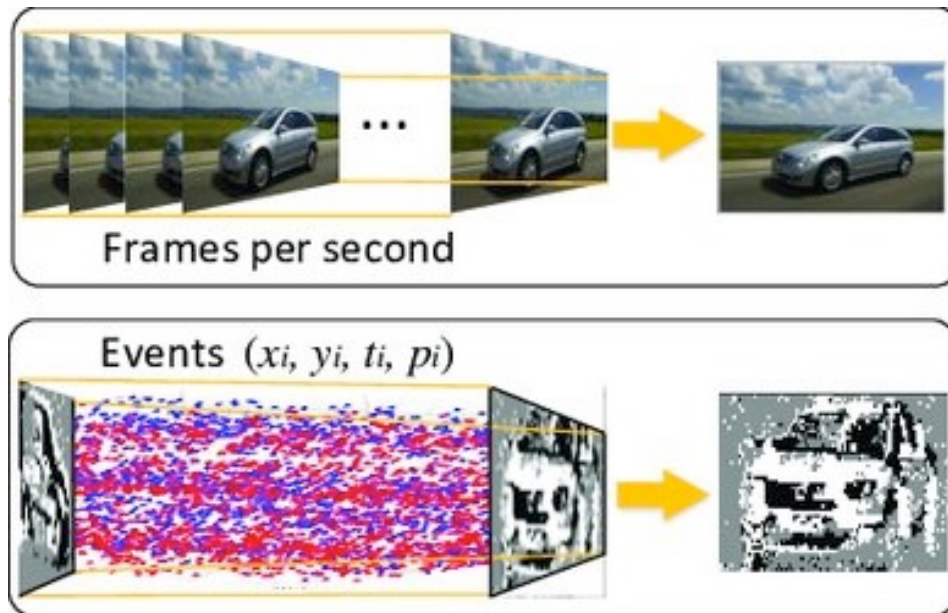 ...
Frames per second
Events (xᵢ, yᵢ, tᵢ, pᵢ)